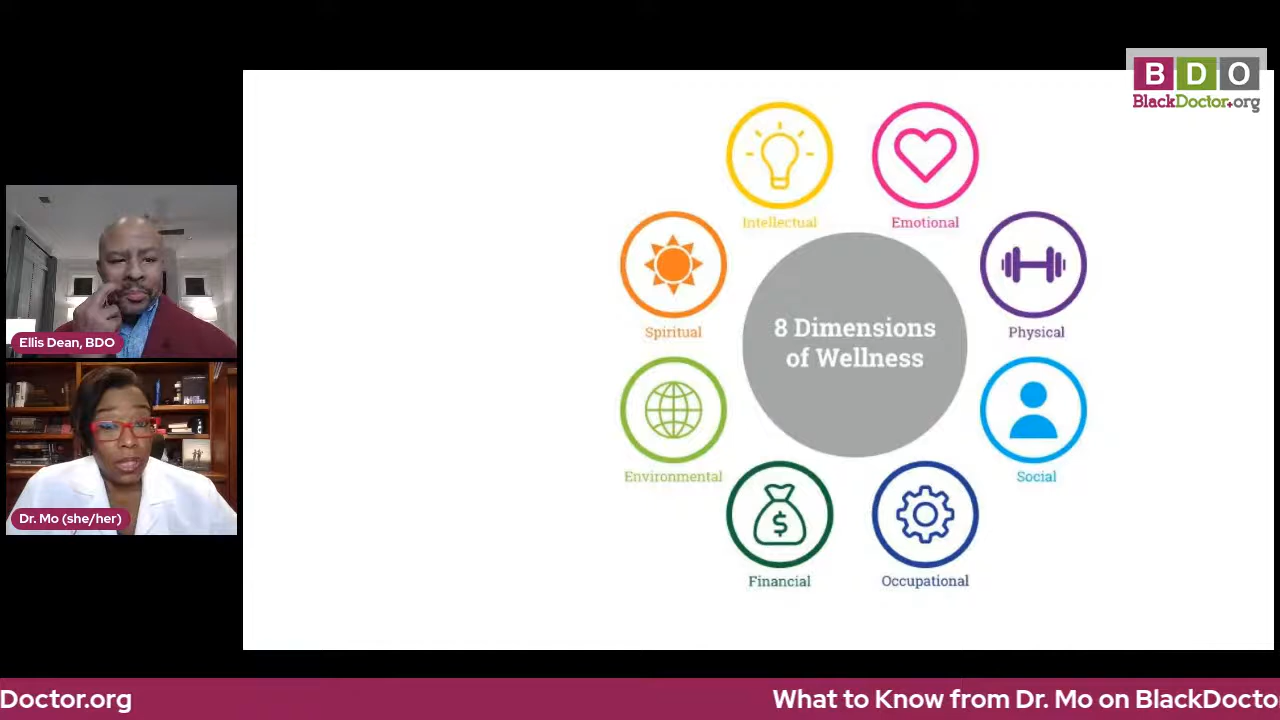 B D O
BlackDoctor.org
Intellectual
Emotional
Spiritual
Physical
8 Dimensions
of Wellness
Environmental
Social
$
Financial
Occupational
Ellis Dean, BDO
Dr. Mo (she/her)
Doctor.org
What to Know from Dr. Mo on BlackDocto